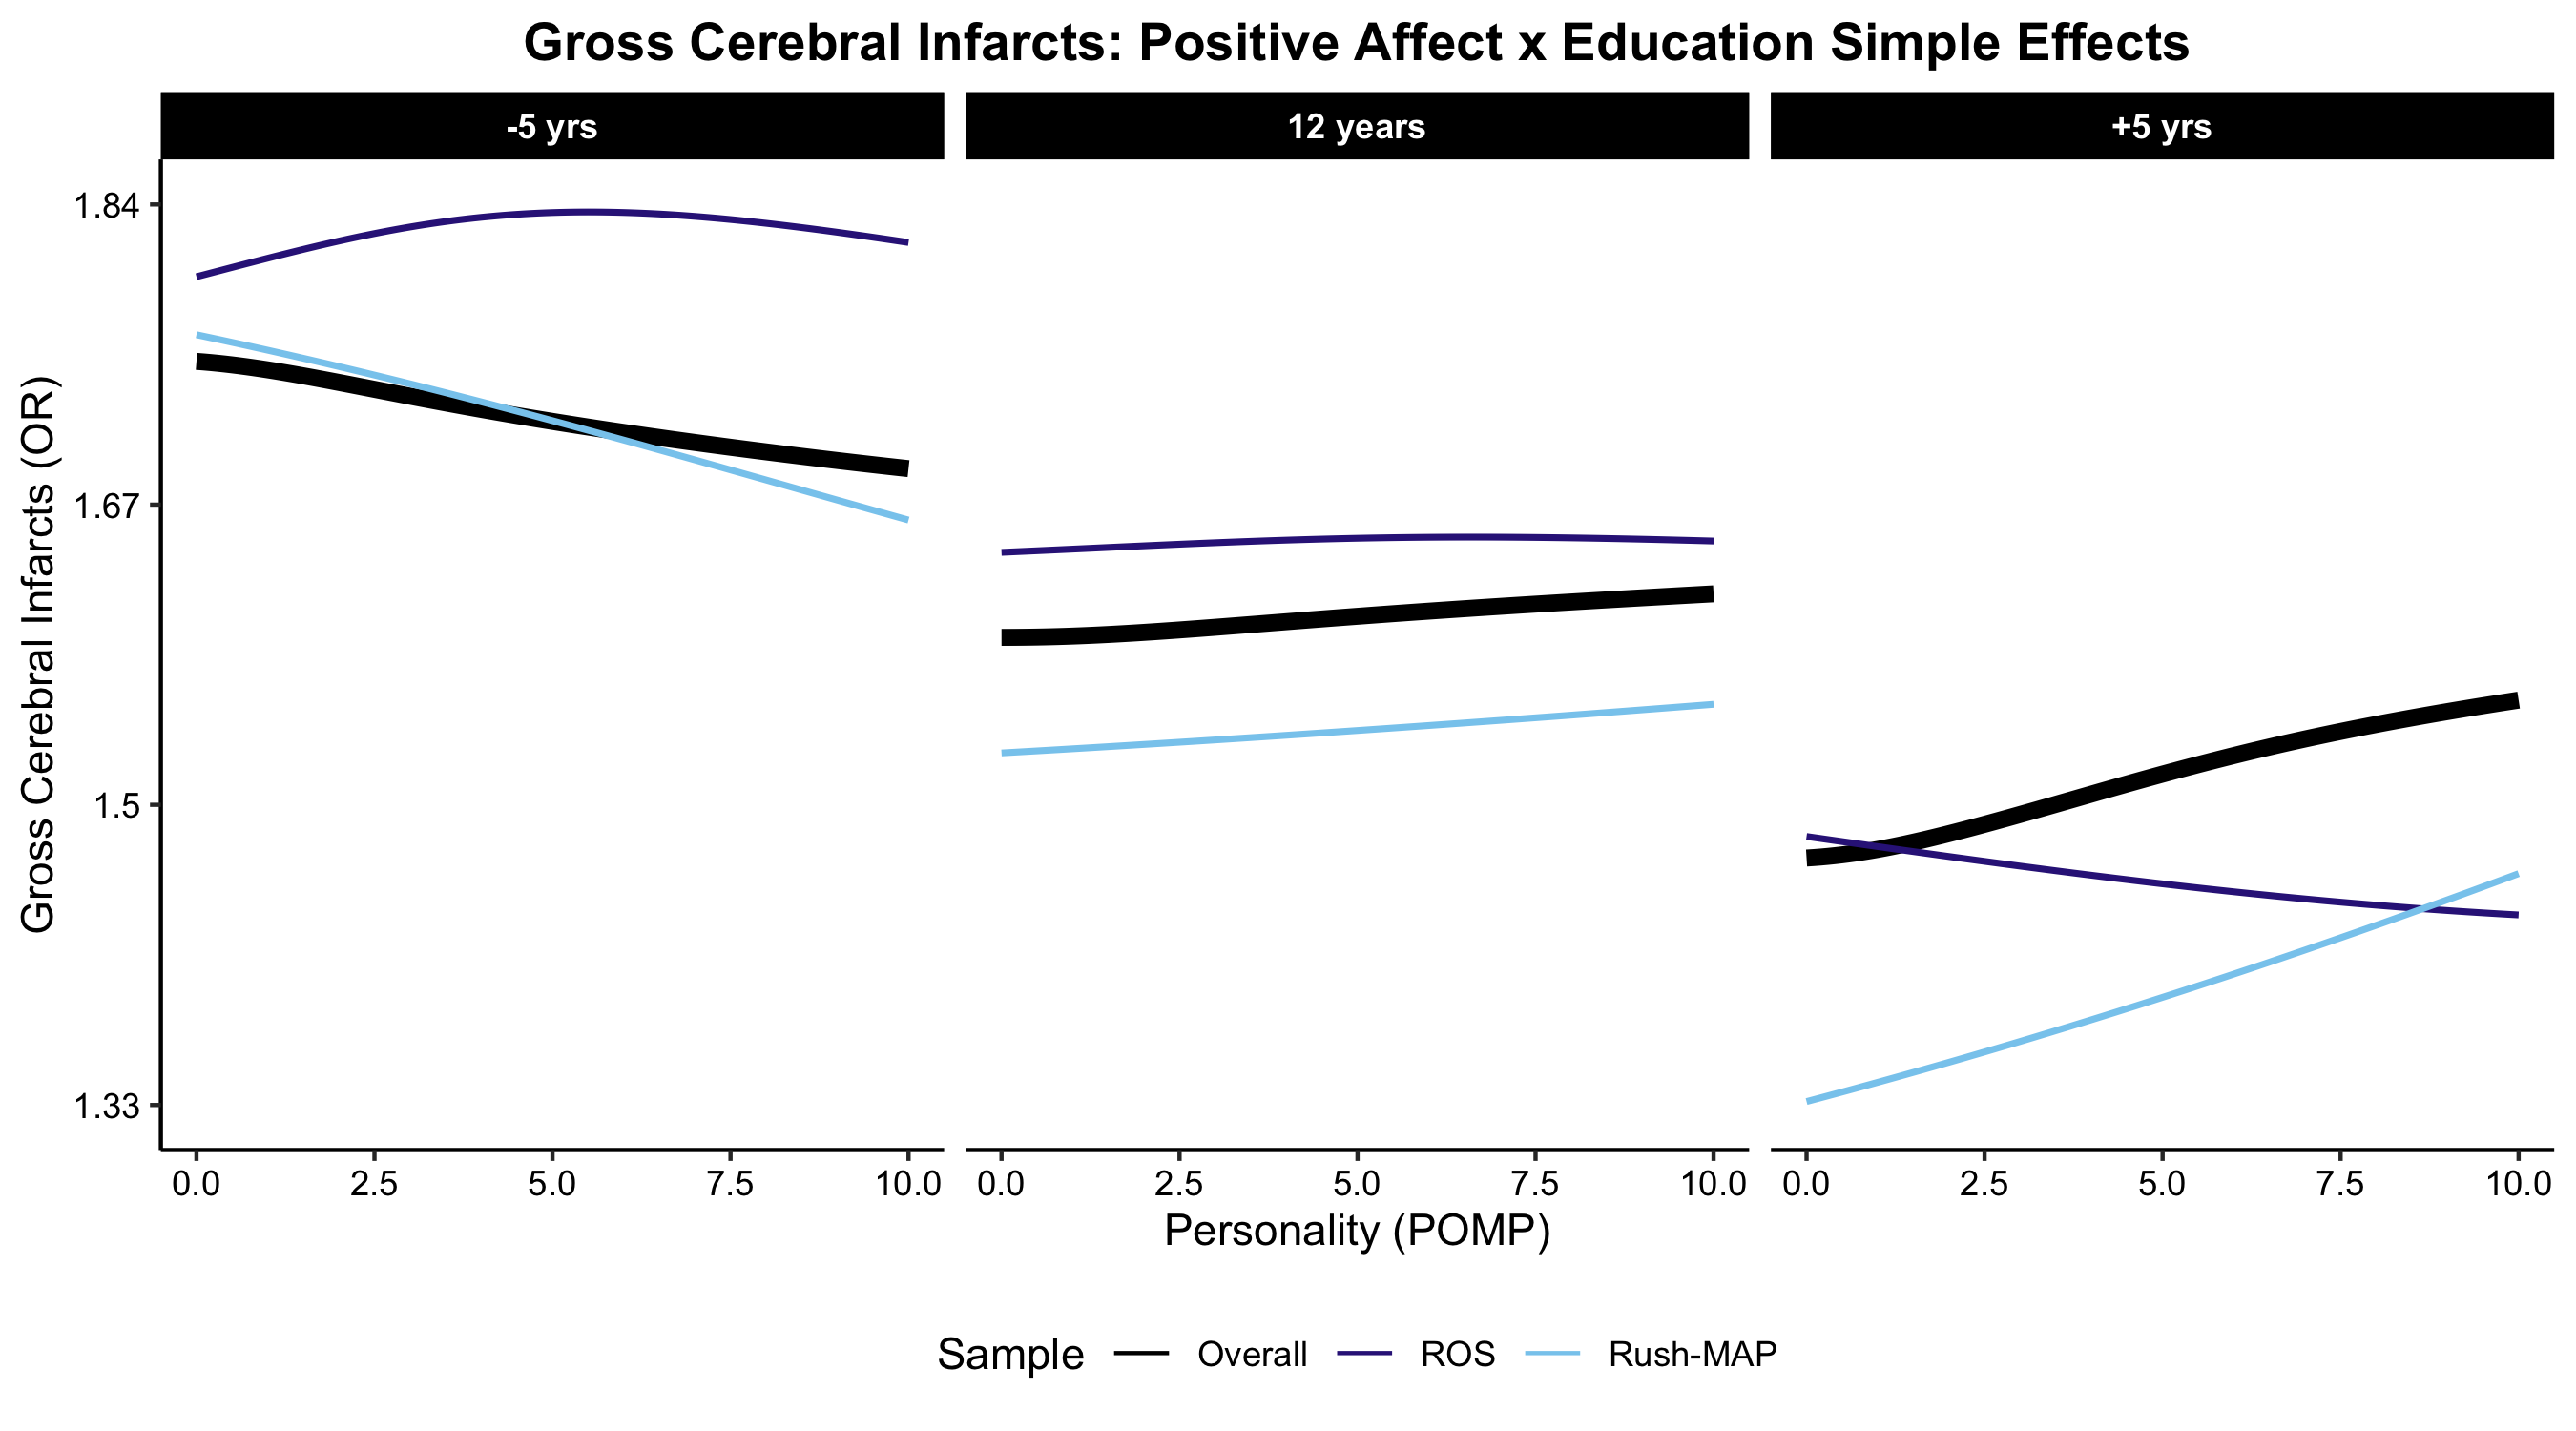 Gross Cerebral Infarcts: Positive Affect x Education Simple Effects
-5 yrs
12 years
+5 yrs
Gross Cerebral Infarcts (OR)
1.84
1.67
1.5
1.33
0.0 2.5 5.0 7.5 10.0
0.0 2.5 5.0 7.5 10.0
0.0 2.5 5.0 7.5 10.0
Personality (POMP)
Sample Overall ROS Rush-MAP